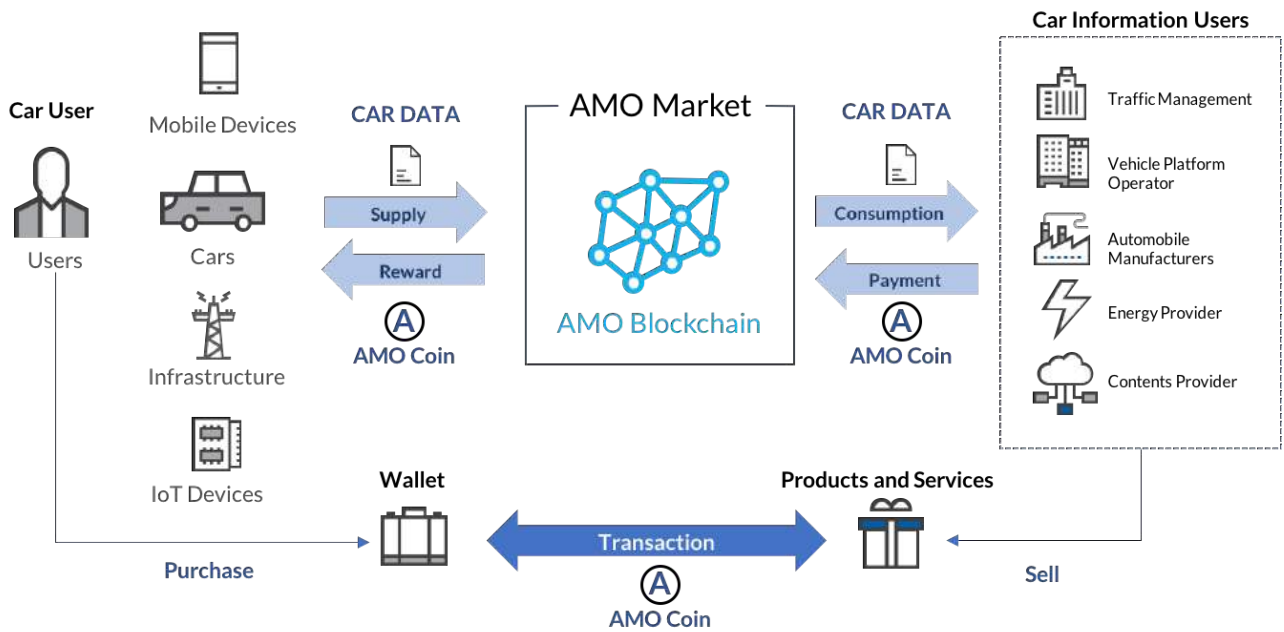 Car User
Users
Mobile Devices
Cars
Infrastructure
IoT Devices
CAR DATA
Supply
Reward
A
AMO Coin
AMO Market
AMO Blockchain
CAR DATA
Consumption
Payment
A
AMO Coin
Car Information Users
Traffic Management
Vehicle Platform
Operator
Automobile
Manufacturers
Energy Provider
Contents Provider
Purchase
Wallet
Transaction
A
AMO Coin
Products and Services
Sell